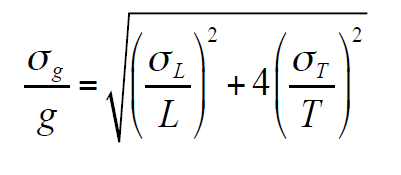 σ_g/g = √((σ_L/L)² + 4(σ_T/T)²)